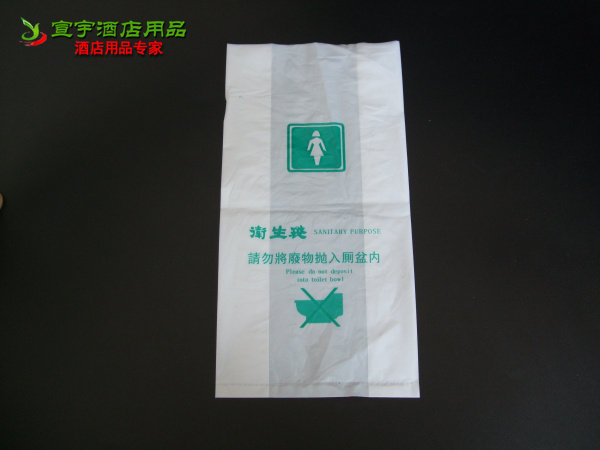 宣宇酒店用品
酒店用品专家
衛生袋 SANITARY PURPOSE
請勿將廢物拋入厠盆内
Please do not deposit
into toilet bowl